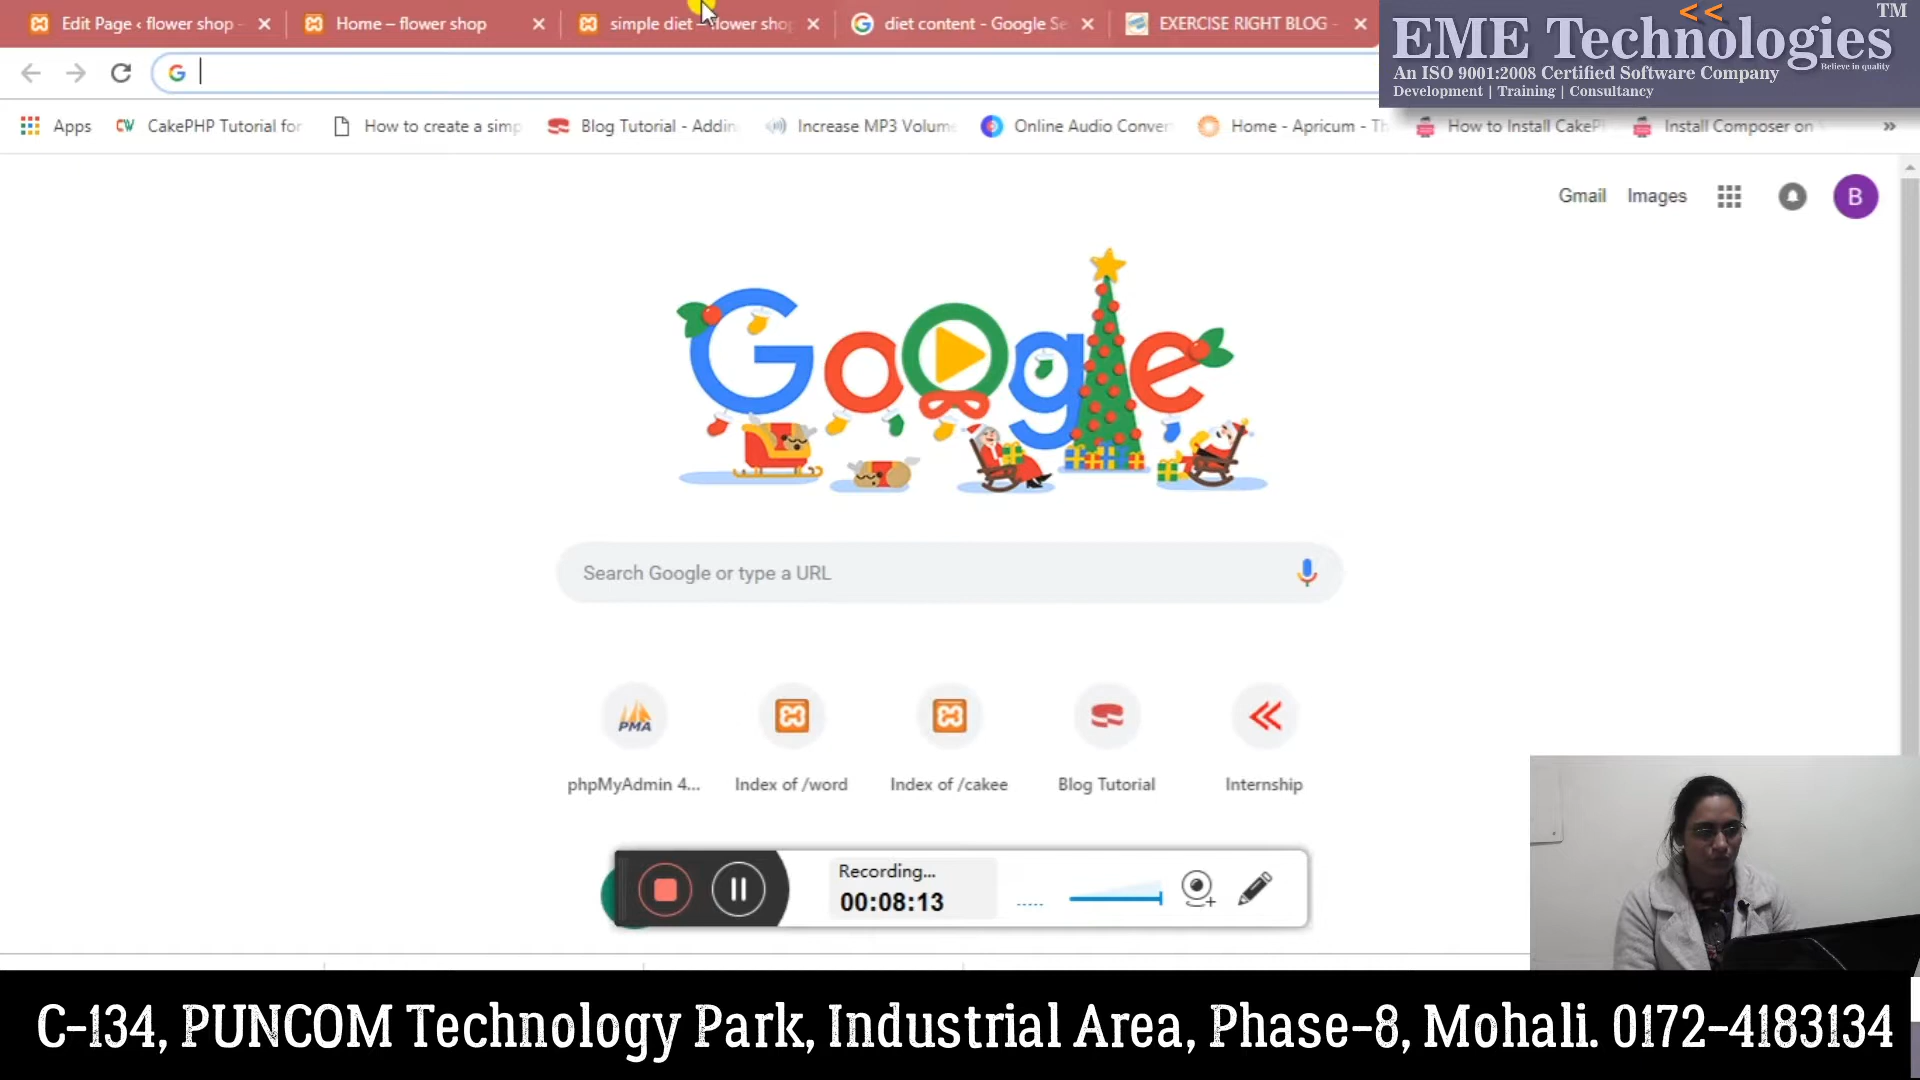 Edit Page ‹ flower shop -
Home – flower shop
simple diet – flower shop
diet content - Google Se
EXERCISE RIGHT BLOG -
<<
TM
EME Technologies
Believe in quality
An ISO 9001:2008 Certified Software Company
Development | Training | Consultancy
Apps
CW
CakePHP Tutorial for
How to create a simp
Blog Tutorial - Addin
Increase MP3 Volume
Online Audio Conver
Home - Apricum - Th
How to Install CakeP
Install Composer on
»
Gmail
Images
B
Google
Search Google or type a URL
PMA
phpMyAdmin 4...
Index of /word
Index of /cakee
Blog Tutorial
Internship
Recording...
00:08:13
C-134, PUNCOM Technology Park, Industrial Area, Phase-8, Mohali. 0172-4183134